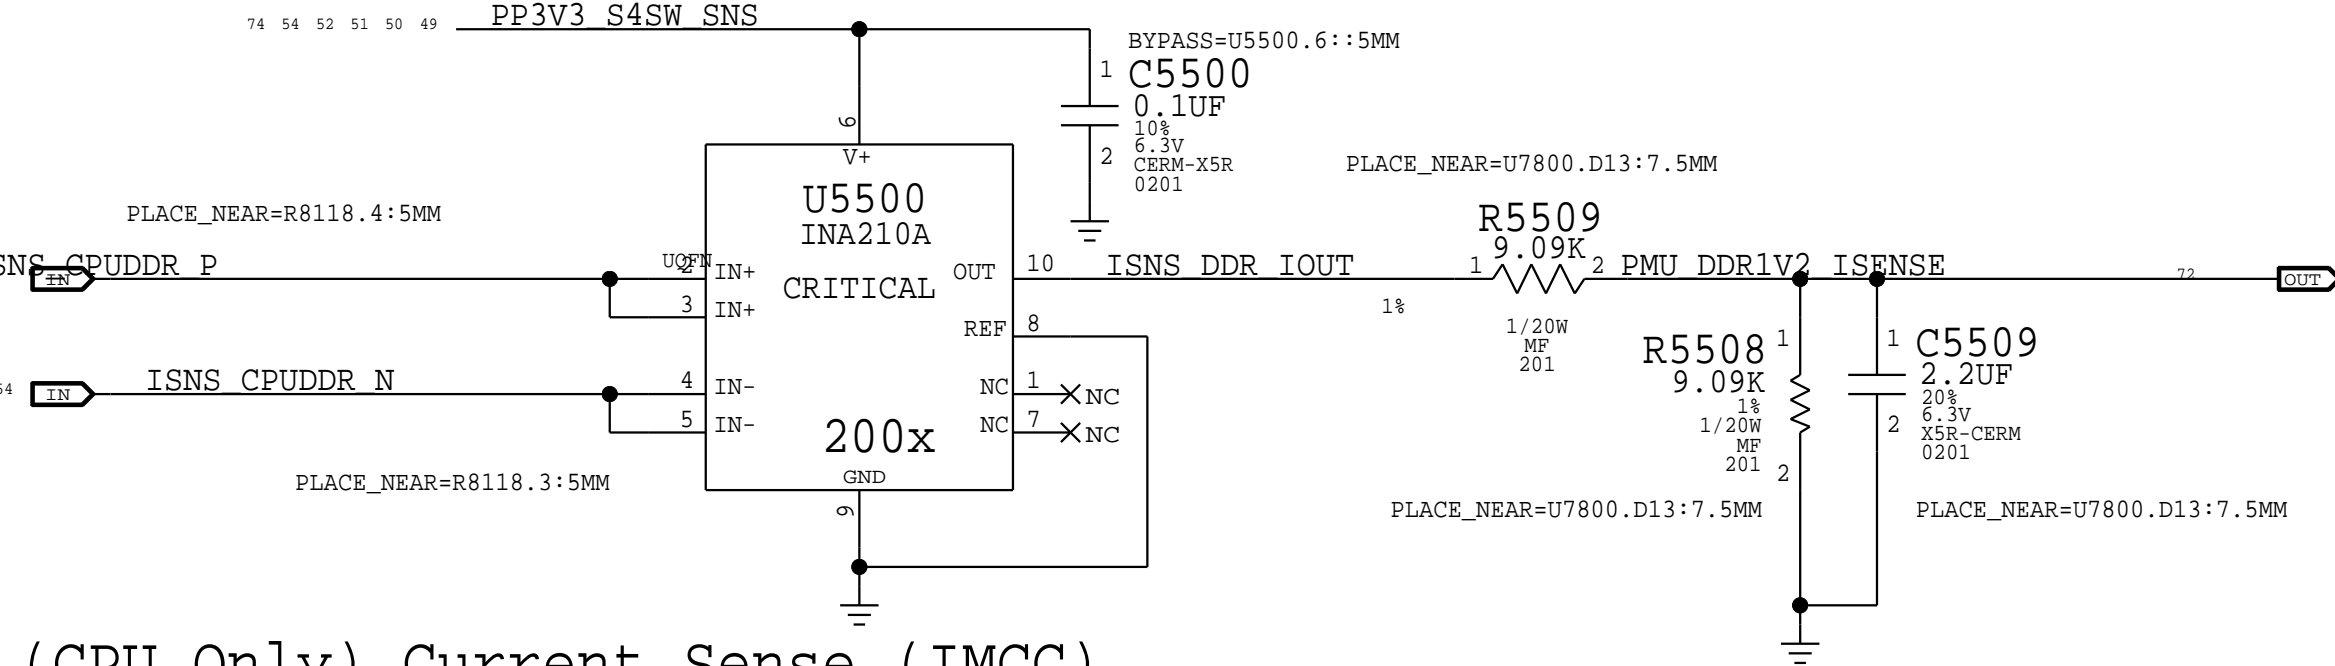 74 54 52 51 50 49 PP3V3_S4SW_SNS
BYPASS=U5500.6::5MM
1 C5500
0.1UF
10%
6.3V
2 CERM-X5R
0201
6
V+
U5500
INA210A
UQFN
CRITICAL
200x
PLACE_NEAR=R8118.4:5MM
SNS_CPUDDR_P
IN
2 IN+
3 IN+
54 IN ISNS_CPUDDR_N
4 IN-
5 IN-
PLACE_NEAR=R8118.3:5MM
OUT 10 ISNS_DDR_IOUT
REF 8
NC 1 NC
NC 7 NC
GND
9
PLACE_NEAR=U7800.D13:7.5MM
R5509
9.09K
1 2
1%
1/20W
MF
201
PMU_DDR1V2_ISENSE 72 OUT
R5508 1
9.09K
1%
1/20W
MF
201 2
PLACE_NEAR=U7800.D13:7.5MM
1 C5509
2.2UF
20%
6.3V
2 X5R-CERM
0201
PLACE_NEAR=U7800.D13:7.5MM
(CPU Only) Current Sense (IMCC)